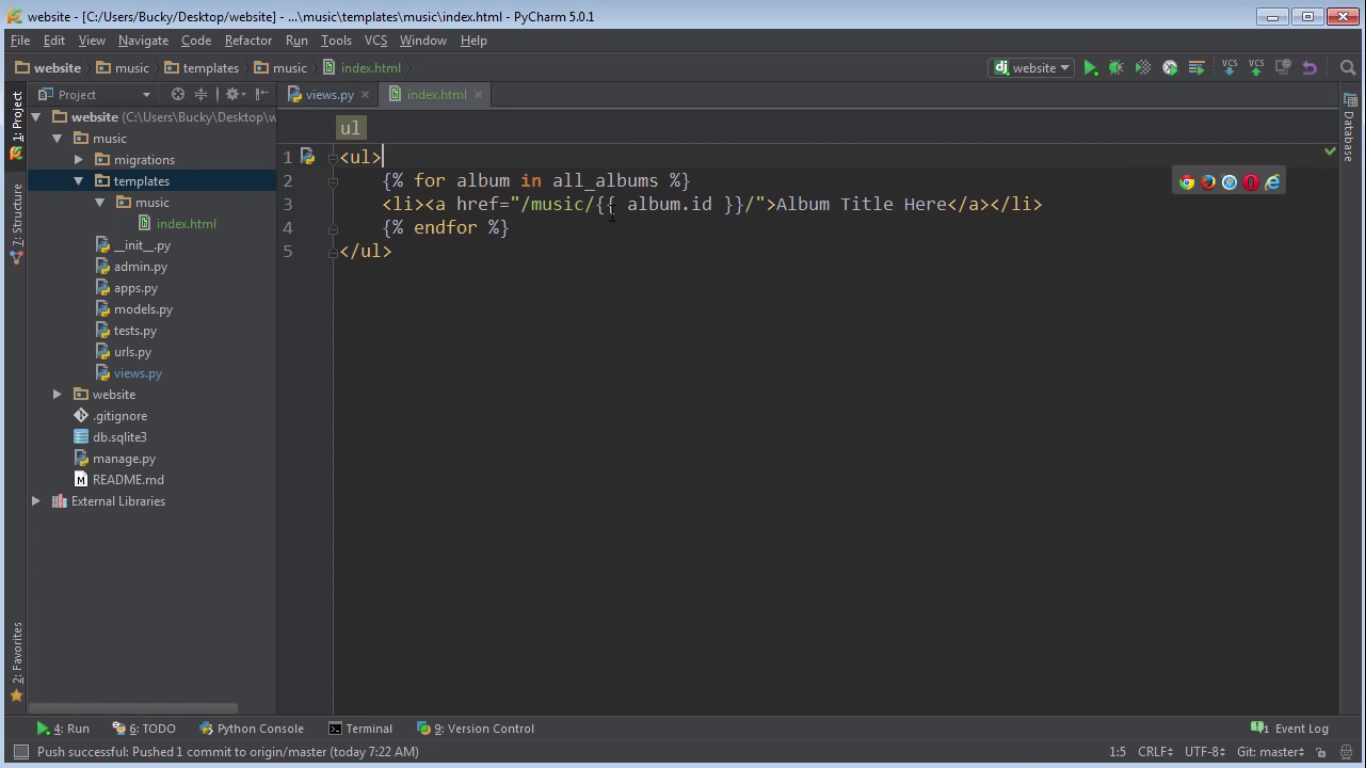 website - [C:/Users/Bucky/Desktop/website] - ...\music\templates\music\index.html - PyCharm 5.0.1
File Edit View Navigate Code Refactor Run Tools VCS Window Help
website music templates music index.html website VCS VCS
Project views.py index.html
1: Project
7: Structure
2: Favorites
Database
website (C:\Users\Bucky\Desktop\w
music
migrations
templates
music
index.html
__init__.py
admin.py
apps.py
models.py
tests.py
urls.py
views.py
website
.gitignore
db.sqlite3
manage.py
README.md
External Libraries
ul
1 <ul>
2 {% for album in all_albums %}
3 <li><a href="/music/{{ album.id }}/">Album Title Here</a></li>
4 {% endfor %}
5 </ul>
4: Run 6: TODO Python Console Terminal 9: Version Control 1 Event Log
Push successful: Pushed 1 commit to origin/master (today 7:22 AM) 1:5 CRLF UTF-8 Git: master